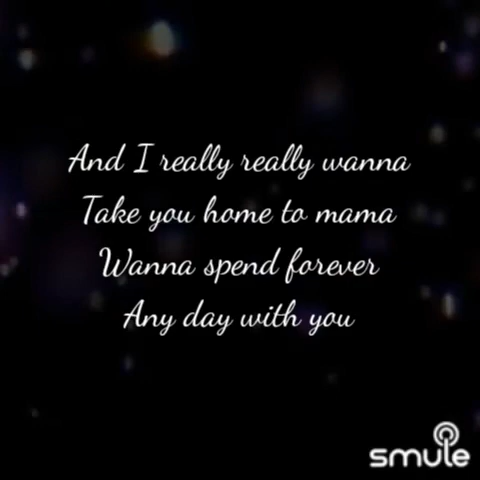 And I really really wanna
Take you home to mama
Wanna spend forever
Any day with you
smule